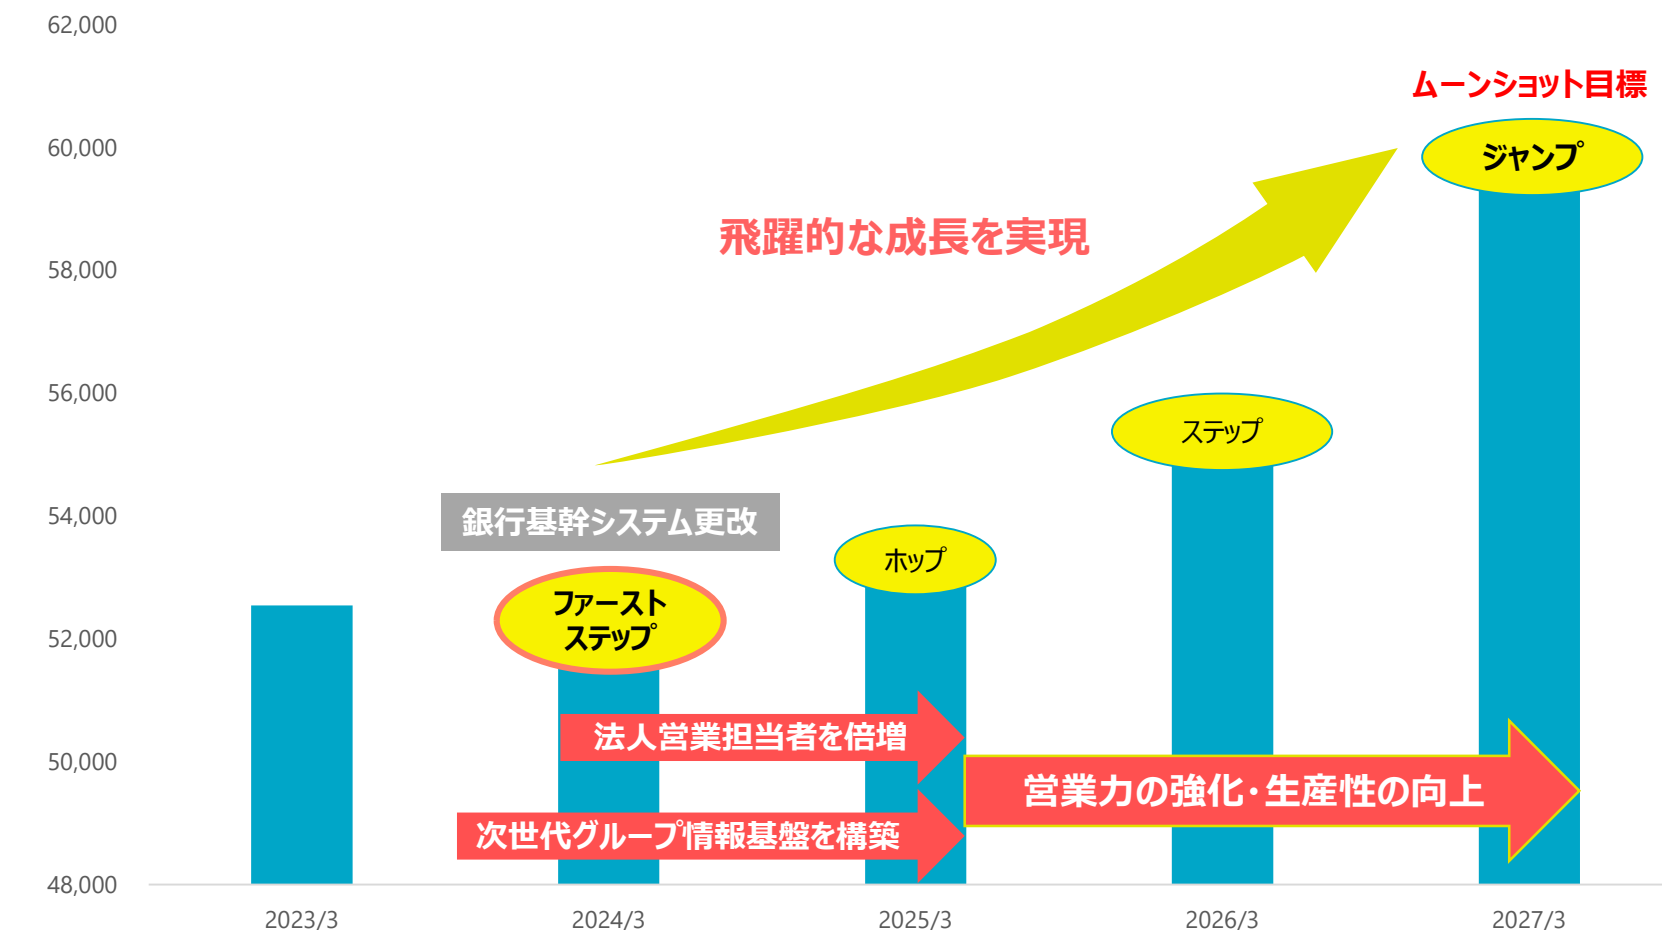 62,000
ムーンショット目標
60,000
ジャンプ
飛躍的な成長を実現
58,000
56,000
ステップ
54,000
銀行基幹システム更改
ホップ
ファースト
ステップ
52,000
法人営業担当者を倍増
50,000
営業力の強化・生産性の向上
次世代グループ情報基盤を構築
48,000
2023/3
2024/3
2025/3
2026/3
2027/3